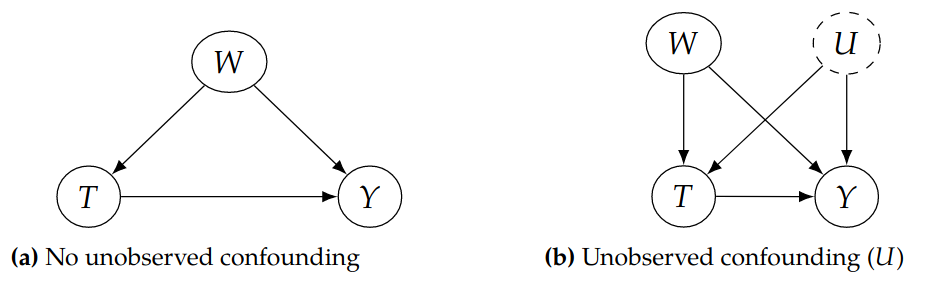 W
T
Y
(a) No unobserved confounding
W
U
T
Y
(b) Unobserved confounding (U)